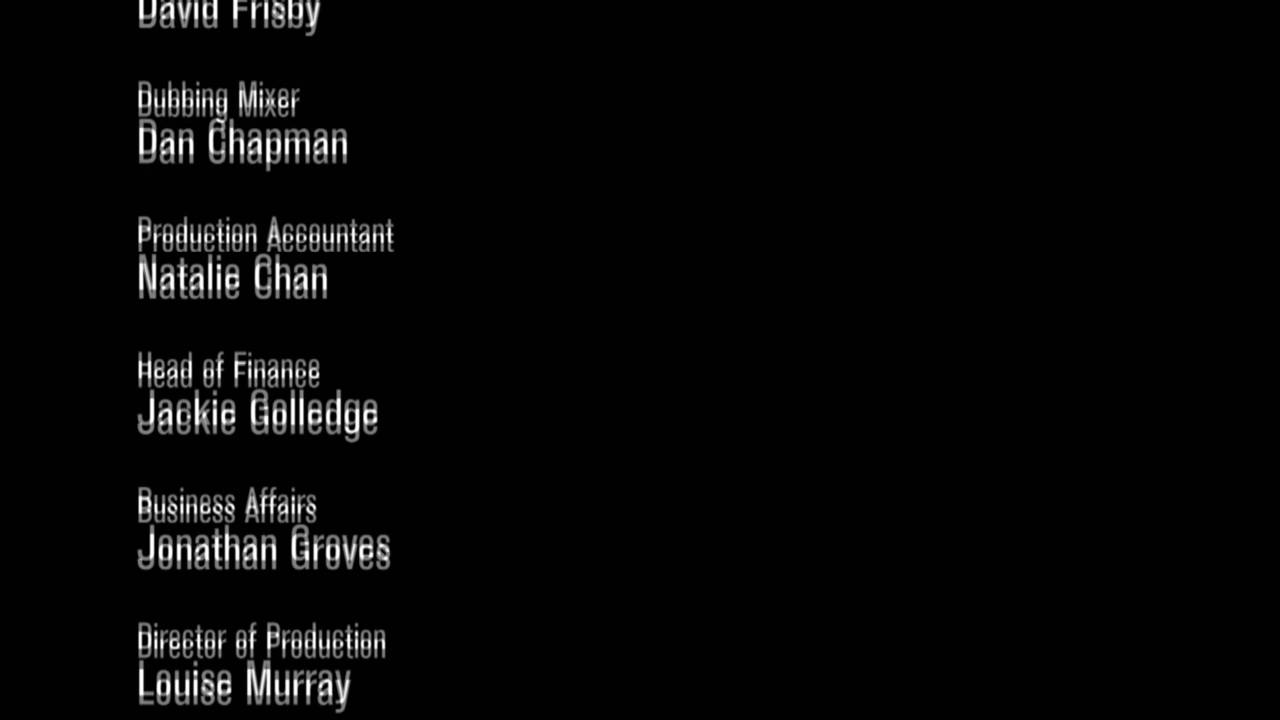 David Frisby
Dubbing Mixer
Dan Chapman
Production Accountant
Natalie Chan
Head of Finance
Jackie Golledge
Business Affairs
Jonathan Groves
Director of Production
Louise Murray